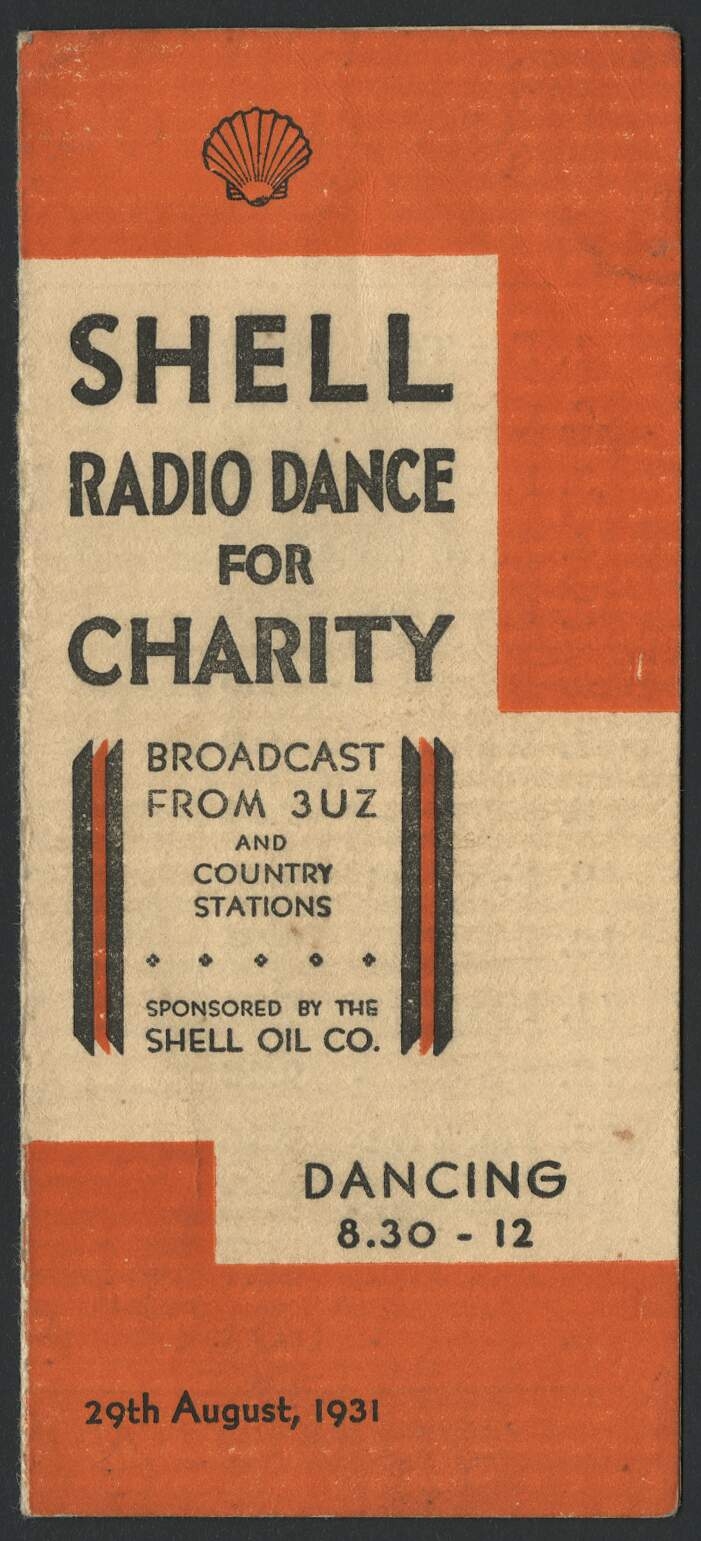 SHELL
RADIO DANCE
FOR
CHARITY
BROADCAST
FROM 3UZ
AND
COUNTRY
STATIONS
SPONSORED BY THE
SHELL OIL CO.
DANCING
8.30 - 12
29th August, 1931